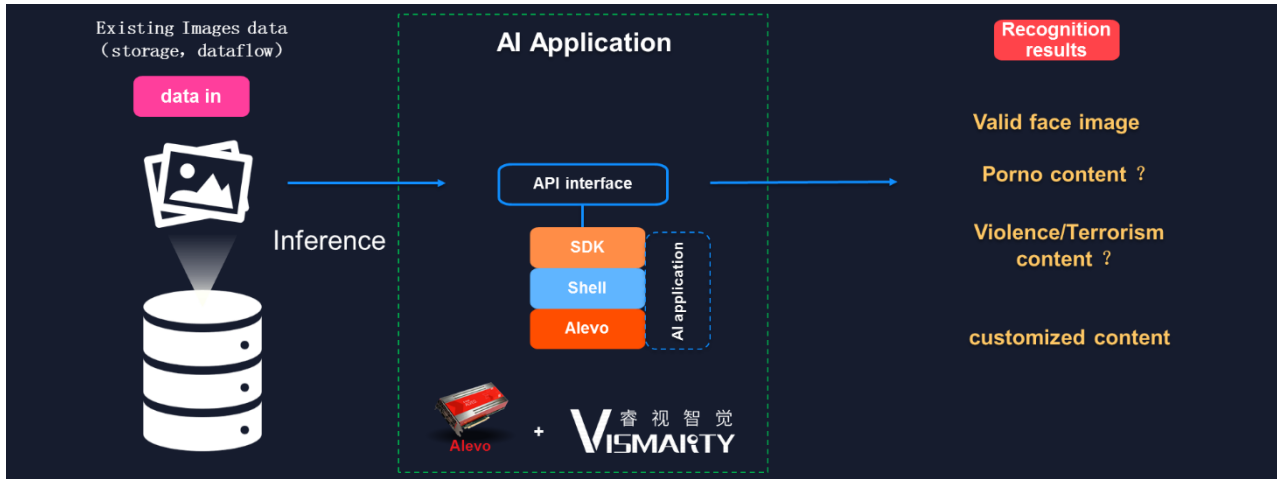 Existing Images data
(storage, dataflow)
data in
Inference
AI Application
API interface
SDK
Shell
Alevo
AI application
Alevo
+
睿视智觉
VISMARTY
Recognition
results
Valid face image
Porno content ？
Violence/Terrorism
content ？
customized content